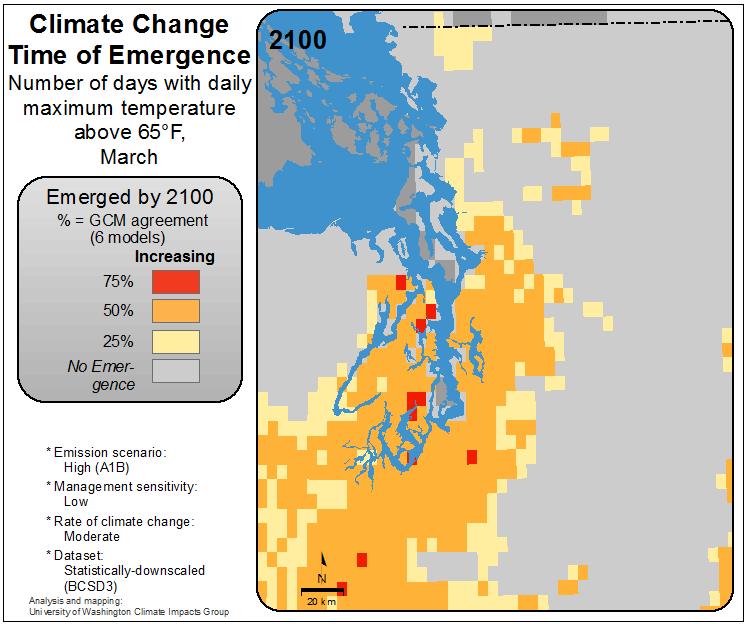 Climate Change
Time of Emergence
Number of days with daily
maximum temperature
above 65°F,
March
2100
Emerged by 2100
% = GCM agreement
(6 models)
Increasing
75%
50%
25%
No Emer-
gence
* Emission scenario:
High (A1B)
* Management sensitivity:
Low
* Rate of climate change:
Moderate
* Dataset:
Statistically-downscaled
(BCSD3)
Analysis and mapping:
University of Washington Climate Impacts Group
N
20 km